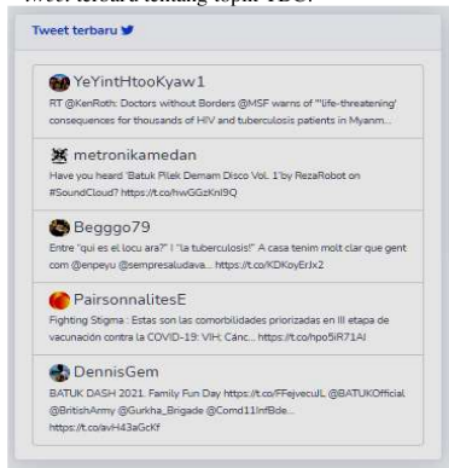 terbaru tentang topik TBC.
Tweet terbaru
YeYintHtooKyaw1
RT @KenRoth: Doctors without Borders @MSF warns of "'life-threatening'
consequences for thousands of HIV and tuberculosis patients in Myanm...
metronikamedan
Have you heard 'Batuk Pilek Demam Disco Vol. 1'by RezaRobot on
#SoundCloud? https://t.co/hwGGzKnI9Q
Begggo79
Entre "qui es el locu ara?" I "la tuberculosis!" A casa tenim molt clar que gent
com @enpeyu @sempresaludava... https://t.co/KDKoyErJx2
PairsonnalitesE
Fighting Stigma : Estas son las comorbilidades priorizadas en III etapa de
vacunación contra la COVID-19: VIH; Cánc... https://t.co/hpo5iR71AI
DennisGem
BATUK DASH 2021. Family Fun Day https://t.co/FFejvecuJL @BATUKOfficial
@BritishArmy @Gurkha_Brigade @Comd11InfBde...
https://t.co/avH43aGcKf